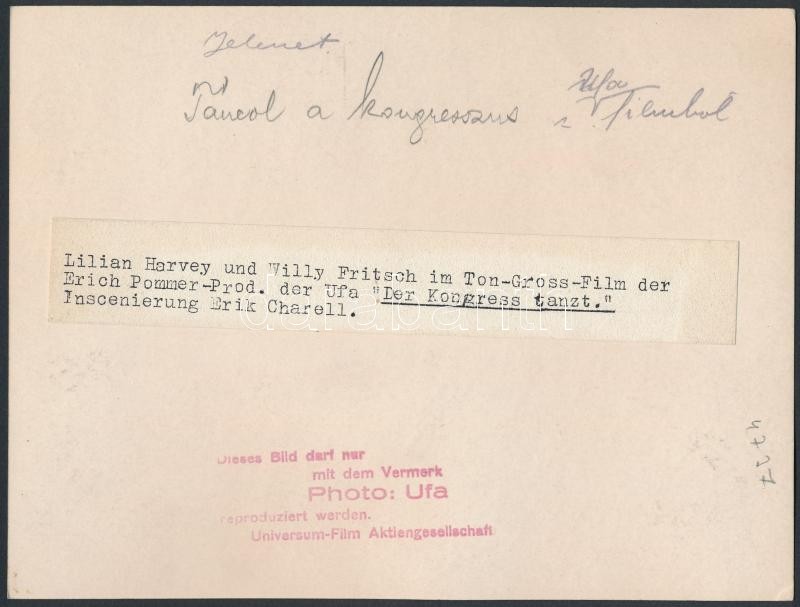 Jelenet.
Táncol a kongresszus Ufa filmből
Lilian Harvey und Willy Fritsch im Ton-Gross-Film der
Erich Pommer-Prod. der Ufa "Der Kongress tanzt."
Inscenierung Erik Charell.
darabanth
Dieses Bild darf nur
mit dem Vermerk
Photo: Ufa
reproduziert werden.
Universum-Film Aktiengesellschaft